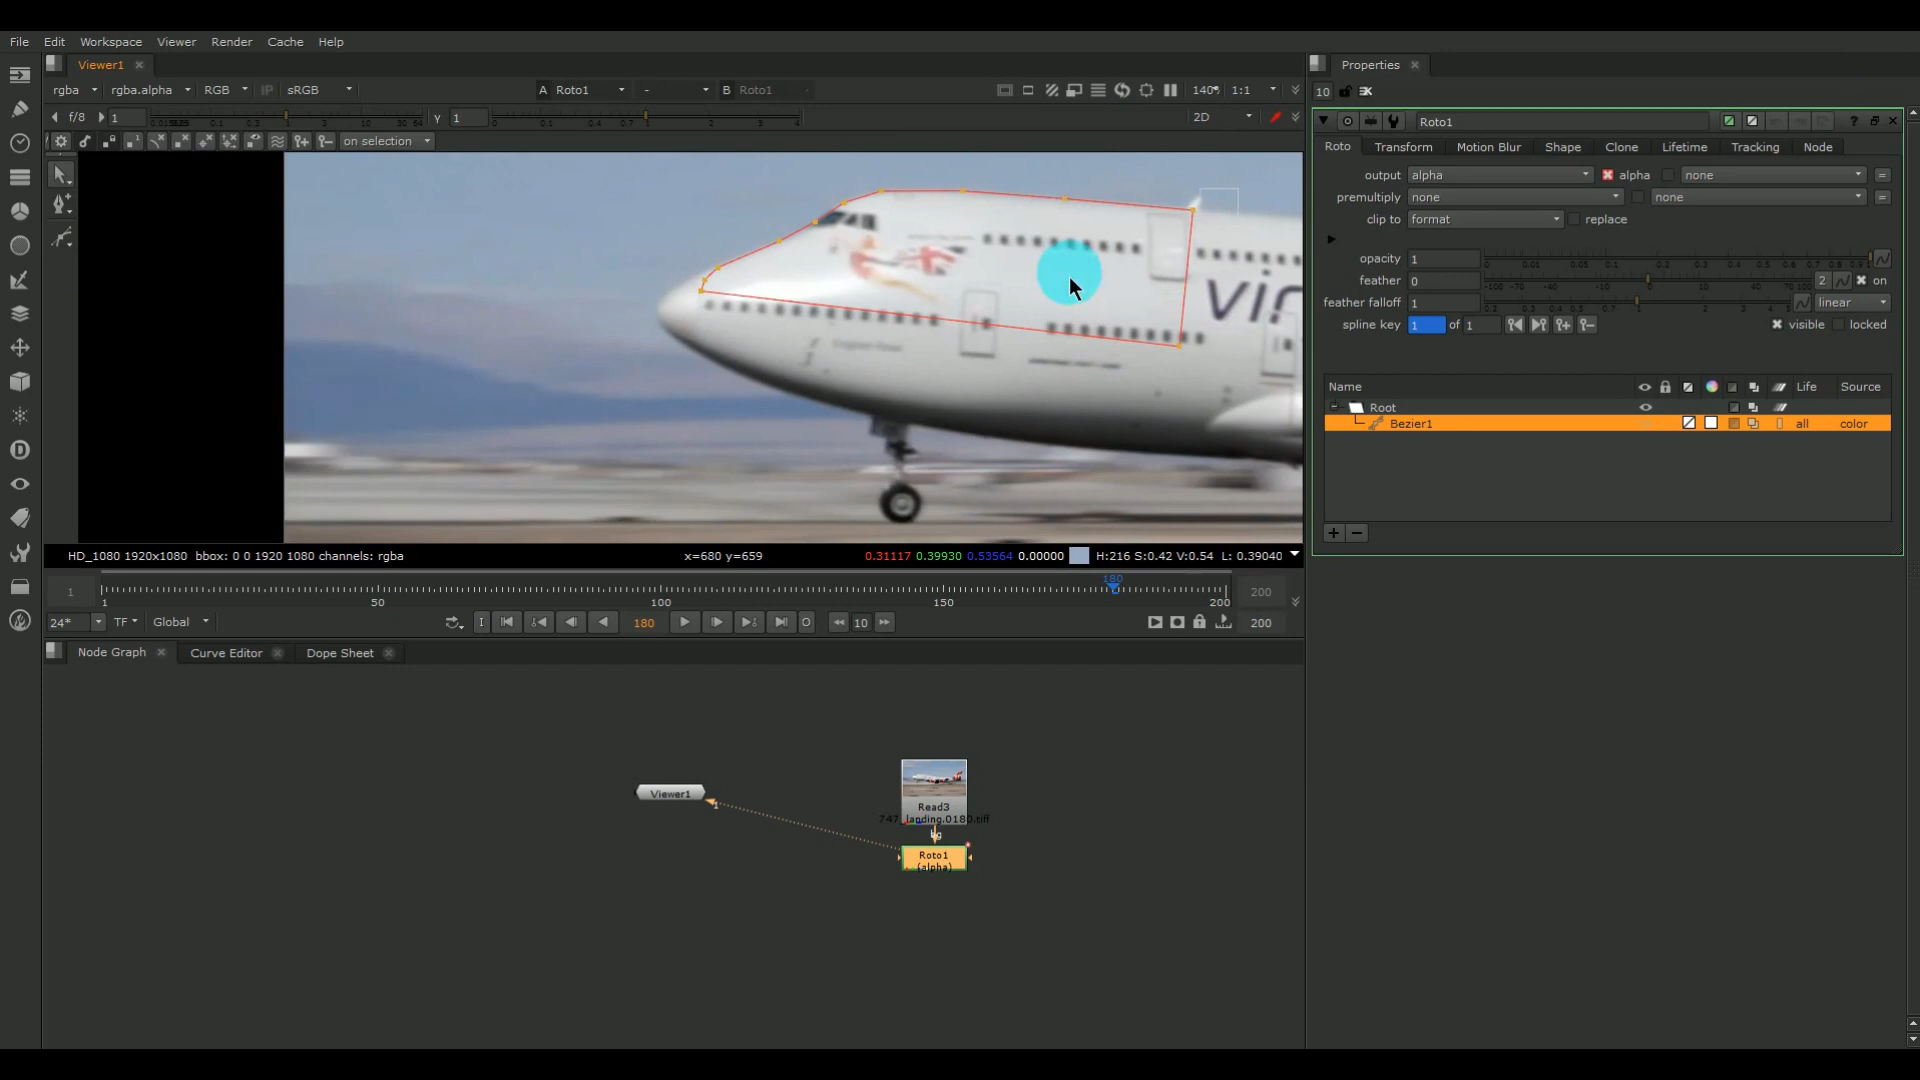 File Edit Workspace Viewer Render Cache Help
Viewer1
Properties
rgba rgba.alpha RGB IP sRGB A Roto1 - B Roto1 140* 1:1
10
f/8 1 y 1 2D
Roto1
on selection
Roto Transform Motion Blur Shape Clone Lifetime Tracking Node
output alpha alpha none
premultiply none none
clip to format replace
opacity 1
feather 0 2 on
feather falloff 1 linear
spline key 1 of 1 visible locked
Name Life Source
Root
Bezier1 all color
HD_1080 1920x1080 bbox: 0 0 1920 1080 channels: rgba x=680 y=659 0.31117 0.39930 0.53564 0.00000 H:216 S:0.42 V:0.54 L: 0.39040
180
1 200
1 50 100 150 200
24* TF Global I 180 O 10 200
Node Graph Curve Editor Dope Sheet
Viewer1
1
Read3
747_landing.0180.tiff
bg
Roto1
(alpha)